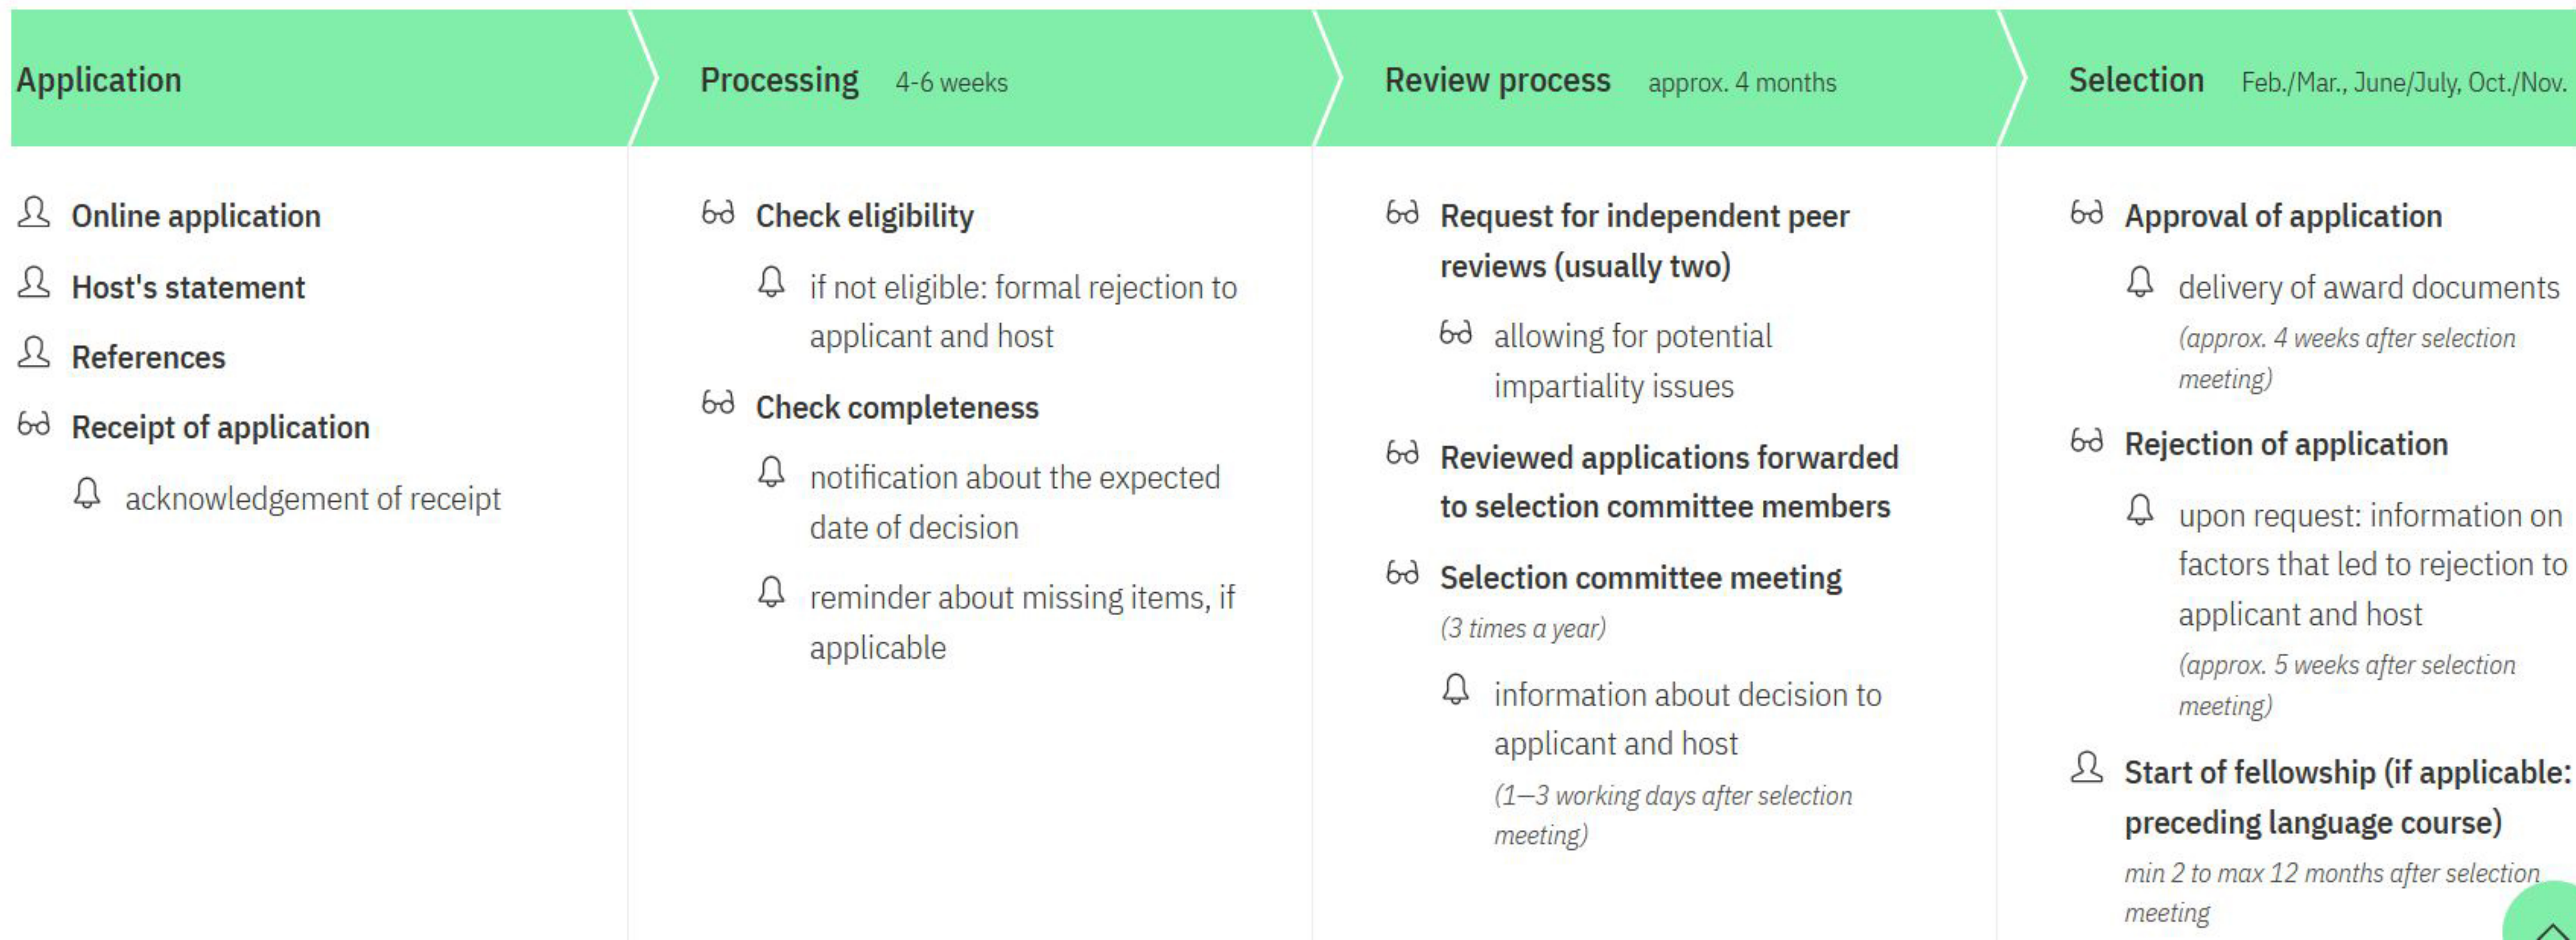 Application
Online application
Host's statement
References
Receipt of application
acknowledgement of receipt
Processing 4-6 weeks
Check eligibility
if not eligible: formal rejection to
applicant and host
Check completeness
notification about the expected
date of decision
reminder about missing items, if
applicable
Review process approx. 4 months
Request for independent peer
reviews (usually two)
allowing for potential
impartiality issues
Reviewed applications forwarded
to selection committee members
Selection committee meeting
(3 times a year)
information about decision to
applicant and host
(1—3 working days after selection
meeting)
Selection Feb./Mar., June/July, Oct./Nov.
Approval of application
delivery of award documents
(approx. 4 weeks after selection
meeting)
Rejection of application
upon request: information on
factors that led to rejection to
applicant and host
(approx. 5 weeks after selection
meeting)
Start of fellowship (if applicable:
preceding language course)
min 2 to max 12 months after selection
meeting